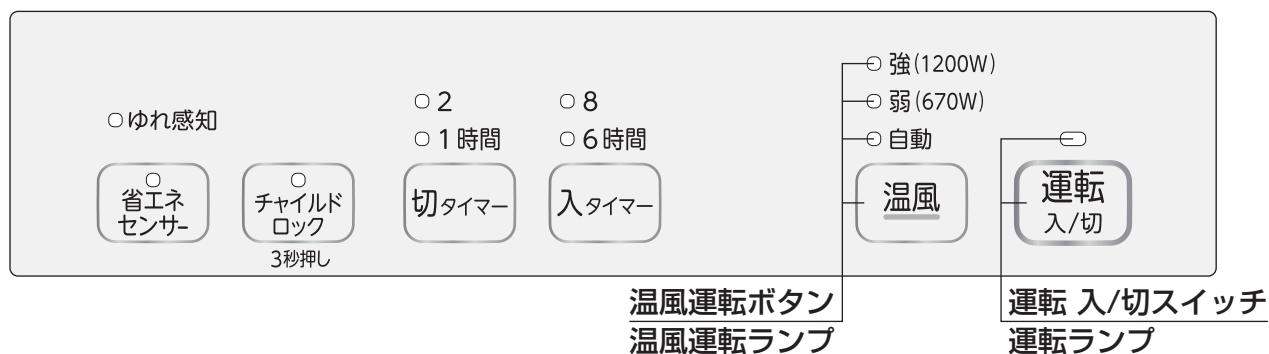 強(1200W)
弱(670W)
自動
ゆれ感知
2
1時間
8
6時間
省エネ
センサー
チャイルド
ロック
3秒押し
切タイマー
入タイマー
温風
運転
入/切
温風運転ボタン
温風運転ランプ
運転 入/切スイッチ
運転ランプ